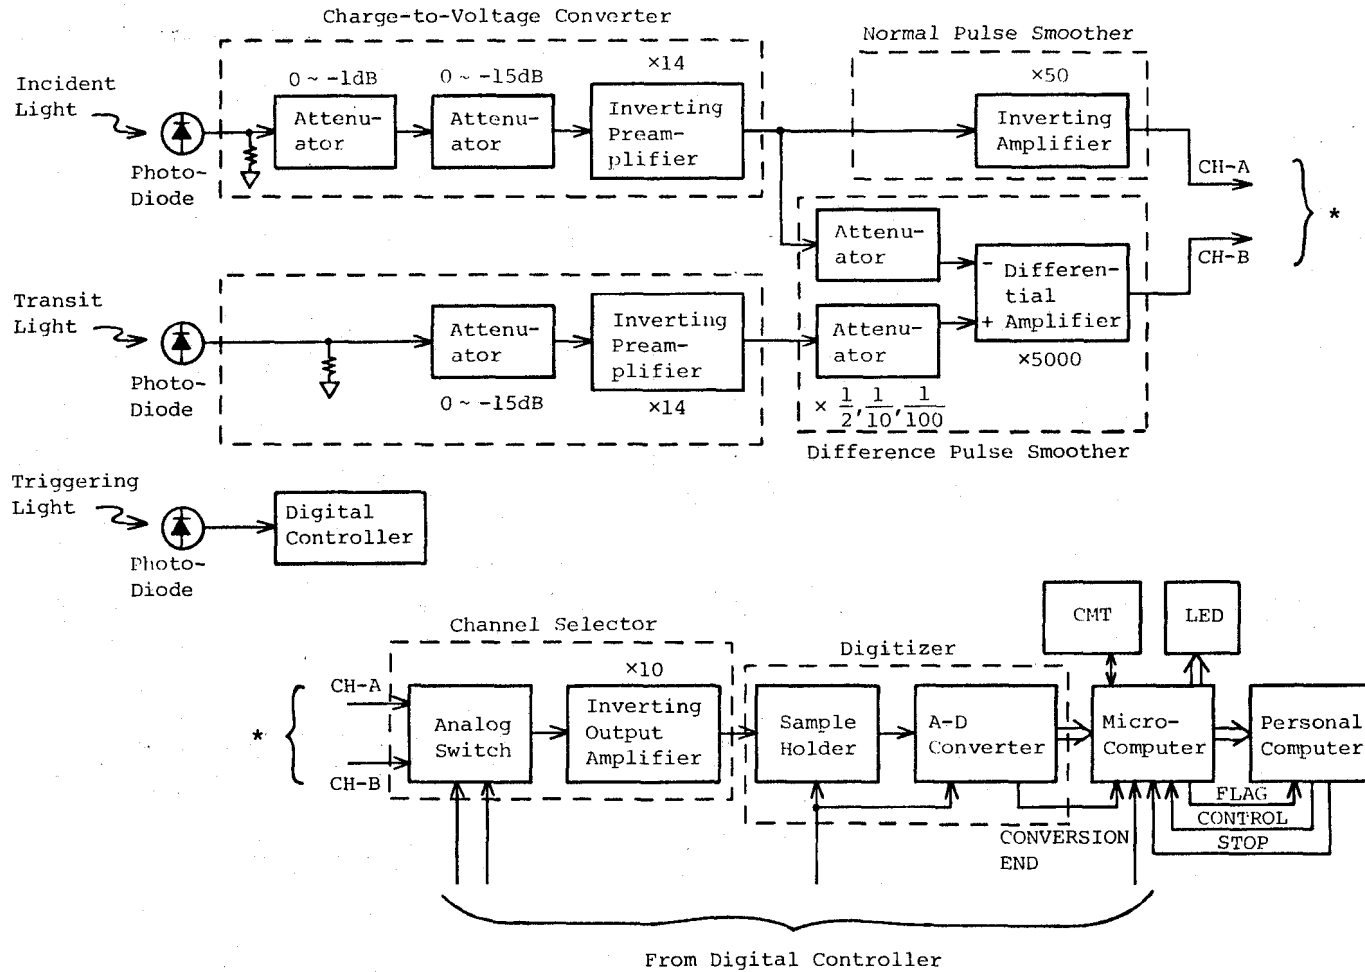 Charge-to-Voltage Converter
Normal Pulse Smoother
Incident
Light
Photo-
Diode
0 ~ -1dB
Attenu-
ator
0 ~ -15dB
Attenu-
ator
×14
Inverting
Pream-
plifier
×50
Inverting
Amplifier
CH-A
*
CH-B
Attenu-
ator
- Differen-
tial
+ Amplifier
×5000
Attenu-
ator
× 1/2, 1/10, 1/100
Difference Pulse Smoother
Transit
Light
Photo-
Diode
Attenu-
ator
0 ~ -15dB
Inverting
Pream-
plifier
×14
Triggering
Light
Photo-
Diode
Digital
Controller
Channel Selector
*
CH-A
CH-B
Analog
Switch
×10
Inverting
Output
Amplifier
Digitizer
Sample
Holder
A-D
Converter
CONVERSION
END
CMT
LED
Micro-
Computer
Personal
Computer
FLAG
CONTROL
STOP
From Digital Controller